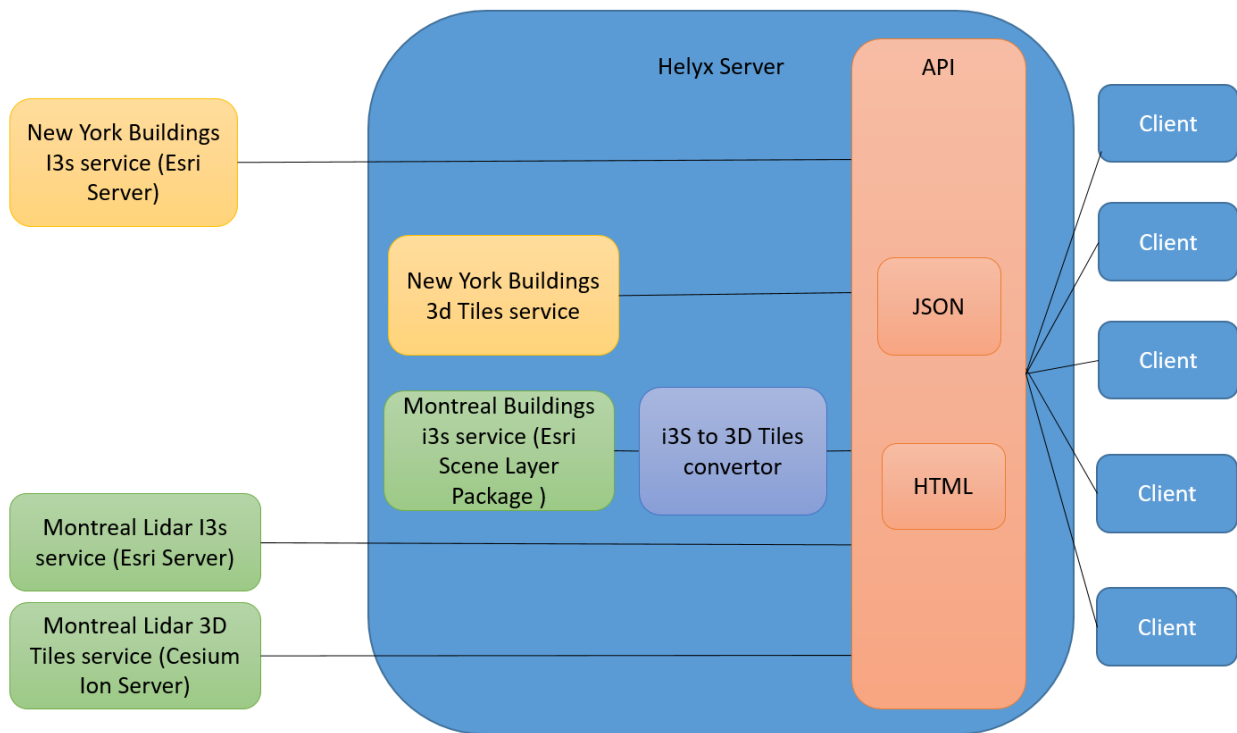 Helyx Server
API
New York Buildings
I3s service (Esri
Server)
Client
Client
New York Buildings
3d Tiles service
JSON
Client
Montreal Buildings
i3s service (Esri
Scene Layer
Package )
i3S to 3D Tiles
convertor
HTML
Client
Montreal Lidar I3s
service (Esri Server)
Montreal Lidar 3D
Tiles service (Cesium
Ion Server)
Client